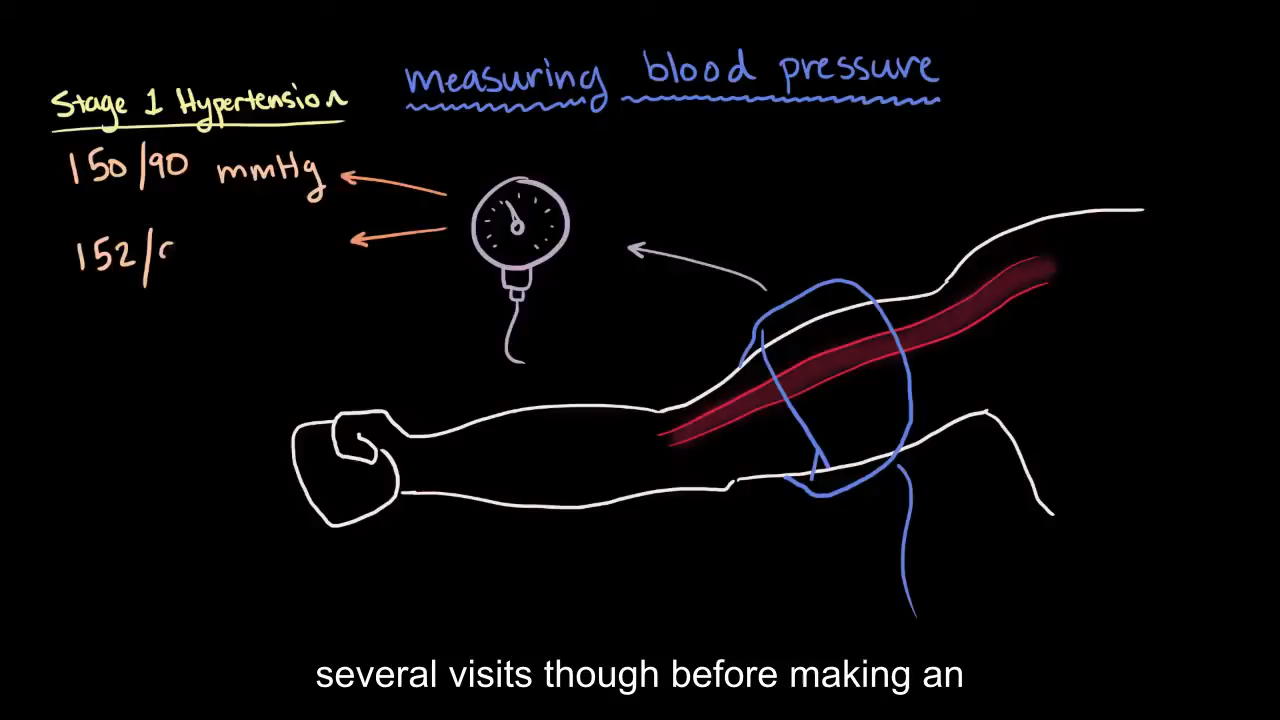 measuring blood pressure
Stage 1 Hypertension
150/90 mmHg
152/
several visits though before making an